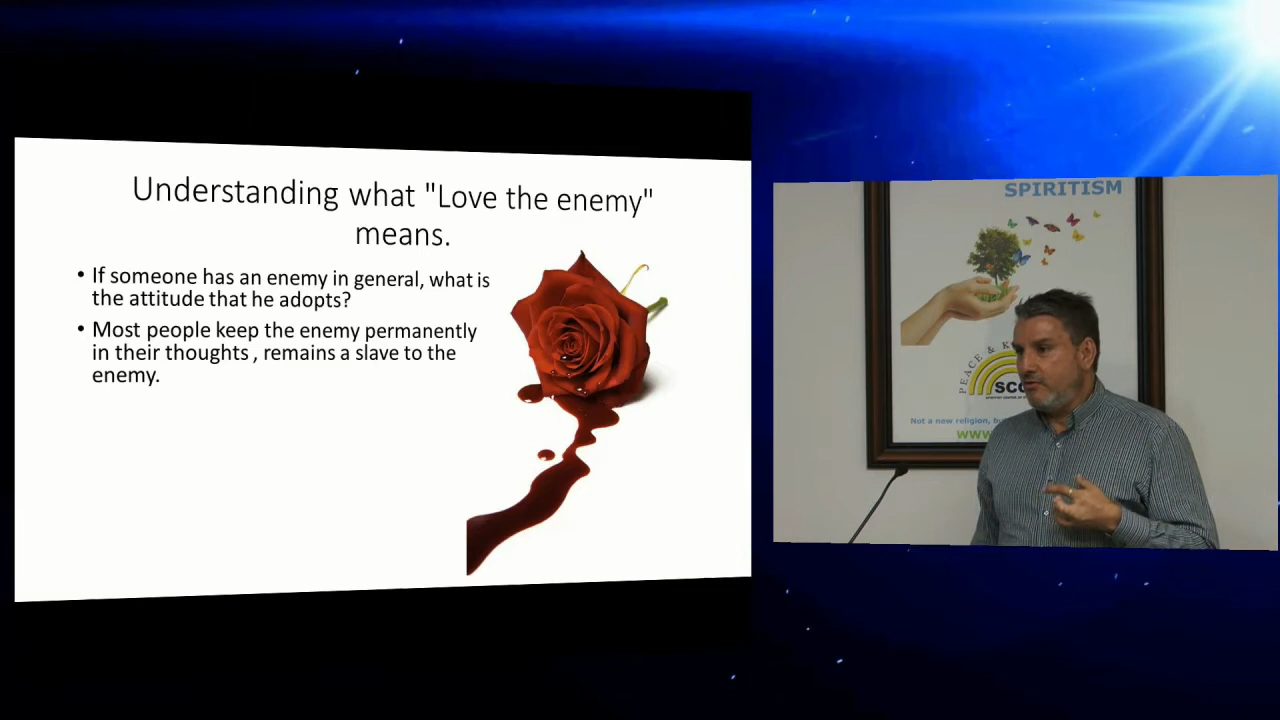 Understanding what "Love the enemy"
means.
• If someone has an enemy in general, what is
the attitude that he adopts?
• Most people keep the enemy permanently
in their thoughts , remains a slave to the
enemy.
SPIRITISM
PEACE &
Not a new religion,